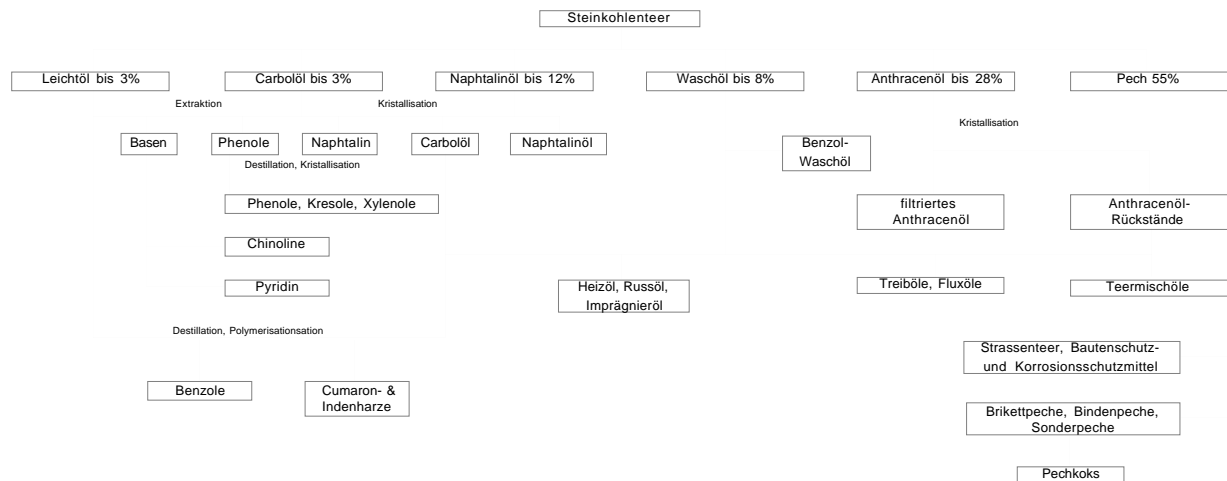 Steinkohlenteer
Leichtöl bis 3%
Carbolöl bis 3%
Naphtalinöl bis 12%
Waschöl bis 8%
Anthracenöl bis 28%
Pech 55%
Extraktion
Kristallisation
Kristallisation
Basen
Phenole
Naphtalin
Carbolöl
Naphtalinöl
Benzol-
Waschöl
Destillation, Kristallisation
Phenole, Kresole, Xylenole
filtriertes
Anthracenöl
Anthracenöl-
Rückstände
Chinoline
Pyridin
Heizöl, Russöl,
Imprägnieröl
Treiböle, Fluxöle
Teermischöle
Destillation, Polymerisationsation
Strassenteer, Bautenschutz-
und Korrosionsschutzmittel
Benzole
Cumaron- &
Indenharze
Brikettpeche, Bindenpeche,
Sonderpeche
Pechkoks